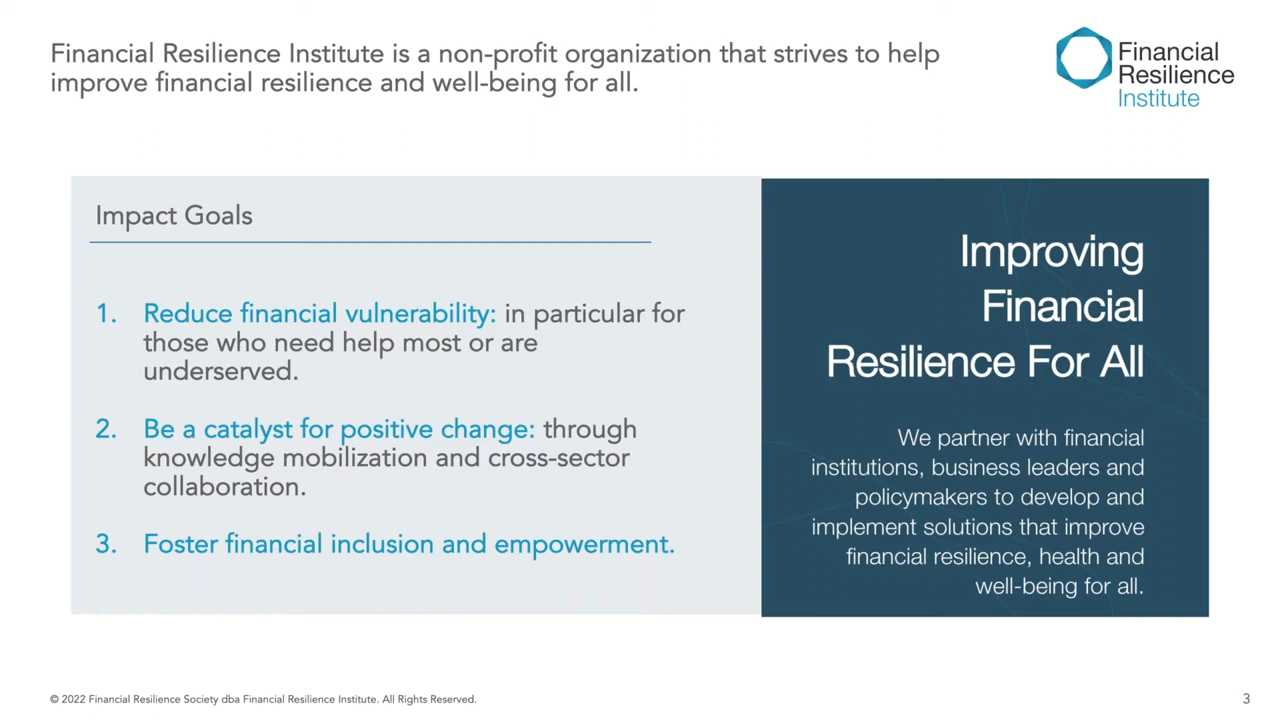 Financial Resilience Institute is a non-profit organization that strives to help
improve financial resilience and well-being for all.
Financial
Resilience
Institute
Impact Goals
1. Reduce financial vulnerability: in particular for
those who need help most or are
underserved.
2. Be a catalyst for positive change: through
knowledge mobilization and cross-sector
collaboration.
3. Foster financial inclusion and empowerment.
Improving
Financial
Resilience For All
We partner with financial
institutions, business leaders and
policymakers to develop and
implement solutions that improve
financial resilience, health and
well-being for all.
© 2022 Financial Resilience Society dba Financial Resilience Institute. All Rights Reserved.
3